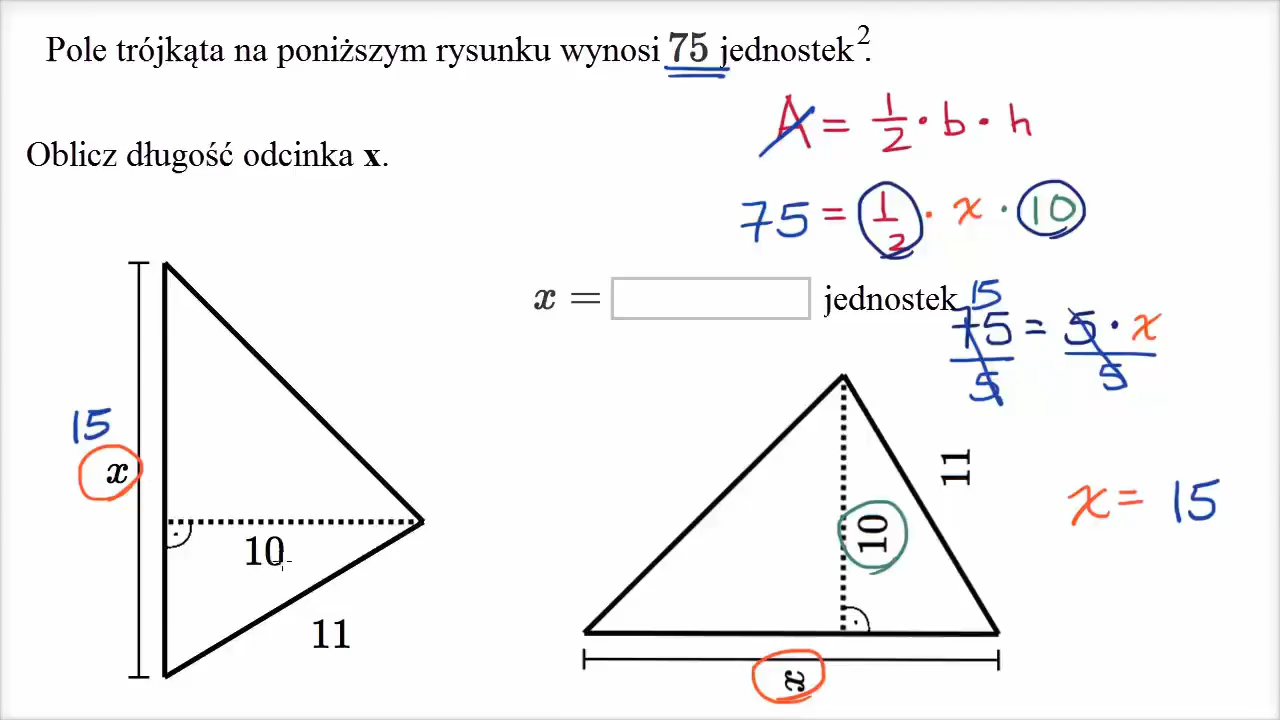 Pole trójkąta na poniższym rysunku wynosi 75 jednostek².
A = 1/2 · b · h
Oblicz długość odcinka x.
75 = 1/2 · x · 10
x = jednostek
15
75/5 = 5 · x/5
15
x
10
11
11
10
x
x = 15